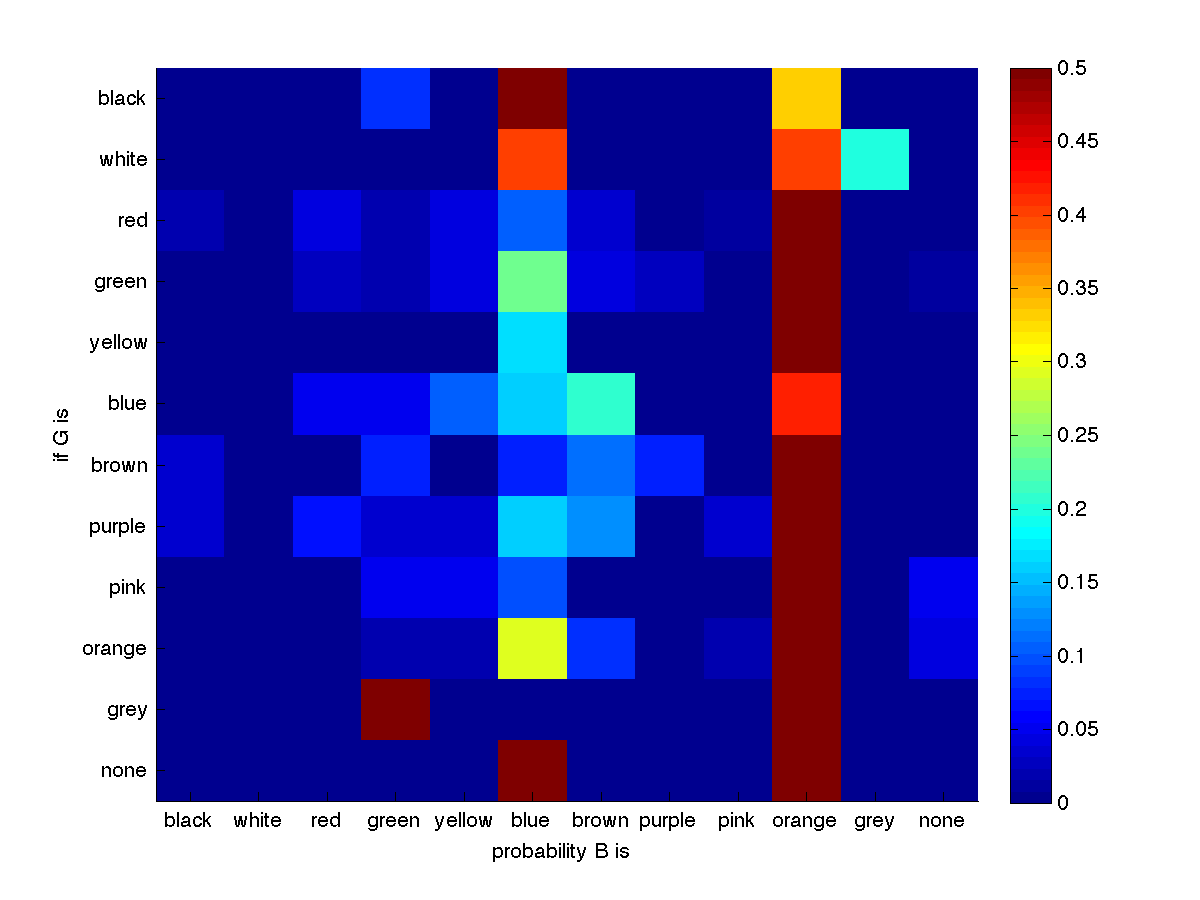 black
white
red
green
yellow
blue
brown
purple
pink
orange
grey
none
if G is
black white red green yellow blue brown purple pink orange grey none
probability B is
0.5
0.45
0.4
0.35
0.3
0.25
0.2
0.15
0.1
0.05
0